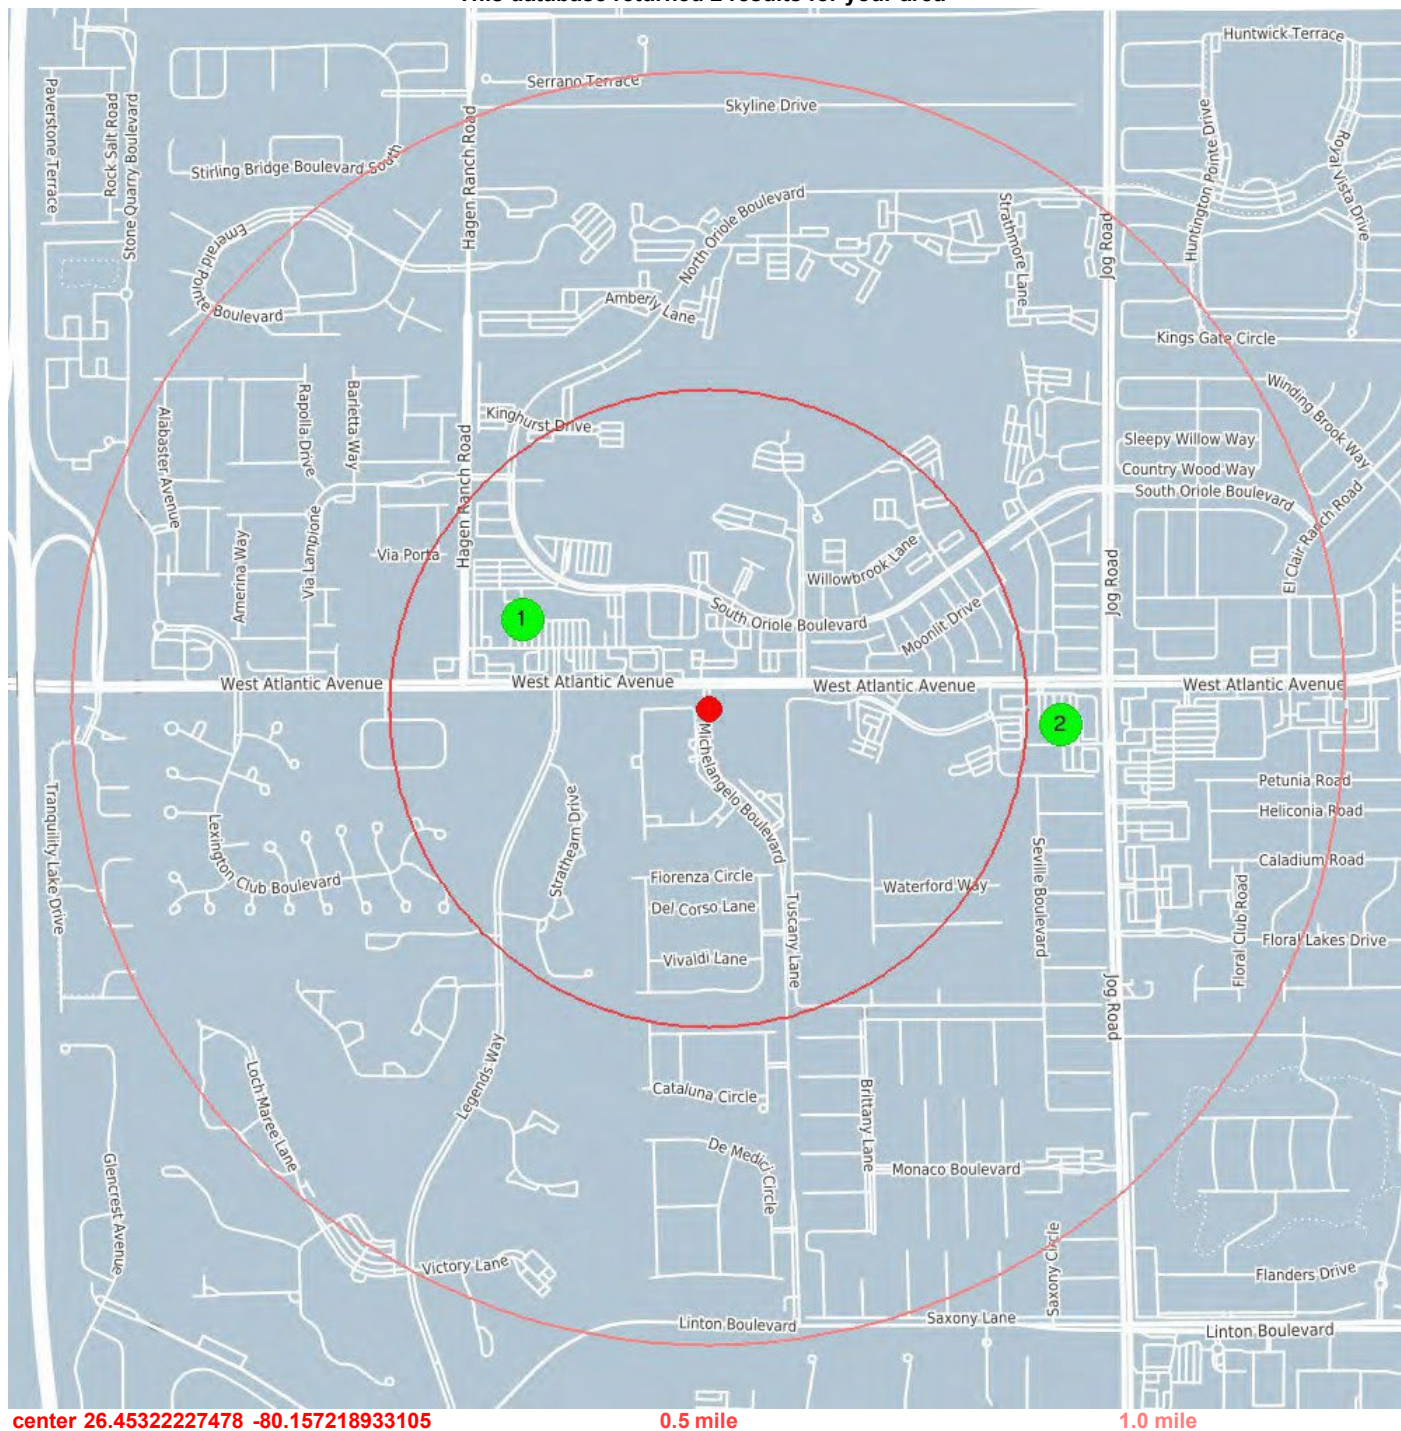 This database returned 2 results for your area
Huntwick Terrace
Serrano Terrace
Skyline Drive
Paverstone Terrace
Rock Salt Road
Stone Quarry Boulevard
Hagen Ranch Road
Huntington Pointe Drive
Royal Vista Drive
Stirling Bridge Boulevard South
North Oriole Boulevard
Strathmore Lane
Jog Road
Emerald Pointe Boulevard
Amberly Lane
Kings Gate Circle
Alabaster Avenue
Rapolla Drive
Barletta Way
Kinghurst Drive
Hagen Ranch Road
Winding Brook Way
Sleepy Willow Way
Country Wood Way
South Oriole Boulevard
El Clair Ranch Road
Amerina Way
Via Lampione
Via Porta
Willowbrook Lane
Jog Road
1
South Oriole Boulevard
Moonlit Drive
West Atlantic Avenue
West Atlantic Avenue
West Atlantic Avenue
West Atlantic Avenue
2
Michelangelo Boulevard
Tranquility Lake Drive
Lexington Club Boulevard
Strathearn Drive
Petunia Road
Heliconia Road
Seville Boulevard
Caladium Road
Fiorenza Circle
Waterford Way
Del Corso Lane
Tuscany Lane
Floral Club Road
Floral Lakes Drive
Vivaldi Lane
Jog Road
Loch Maree Lane
Legends Way
Cataluna Circle
Brittany Lane
De Medici Circle
Monaco Boulevard
Glencrest Avenue
Victory Lane
Saxony Circle
Flanders Drive
Linton Boulevard
Saxony Lane
Linton Boulevard
center 26.45322227478 -80.157218933105
0.5 mile
1.0 mile